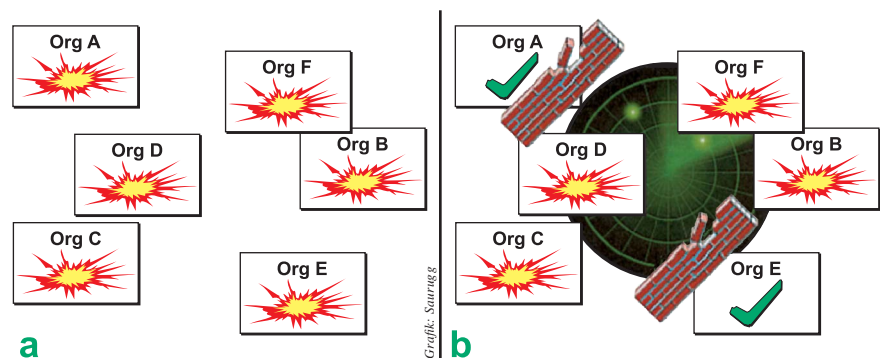 Org A
Org F
Org D
Org B
Org C
Org E
a
Grafik: Saurugg
Org A
Org F
Org D
Org B
Org C
Org E
b